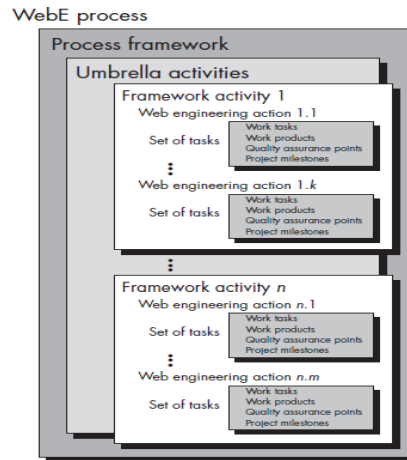 WebE process
Process framework
Umbrella activities
Framework activity 1
Web engineering action 1.1
Set of tasks
Work tasks
Work products
Quality assurance points
Project milestones
Web engineering action 1.k
Set of tasks
Work tasks
Work products
Quality assurance points
Project milestones
Framework activity n
Web engineering action n.1
Set of tasks
Work tasks
Work products
Quality assurance points
Project milestones
Web engineering action n.m
Set of tasks
Work tasks
Work products
Quality assurance points
Project milestones